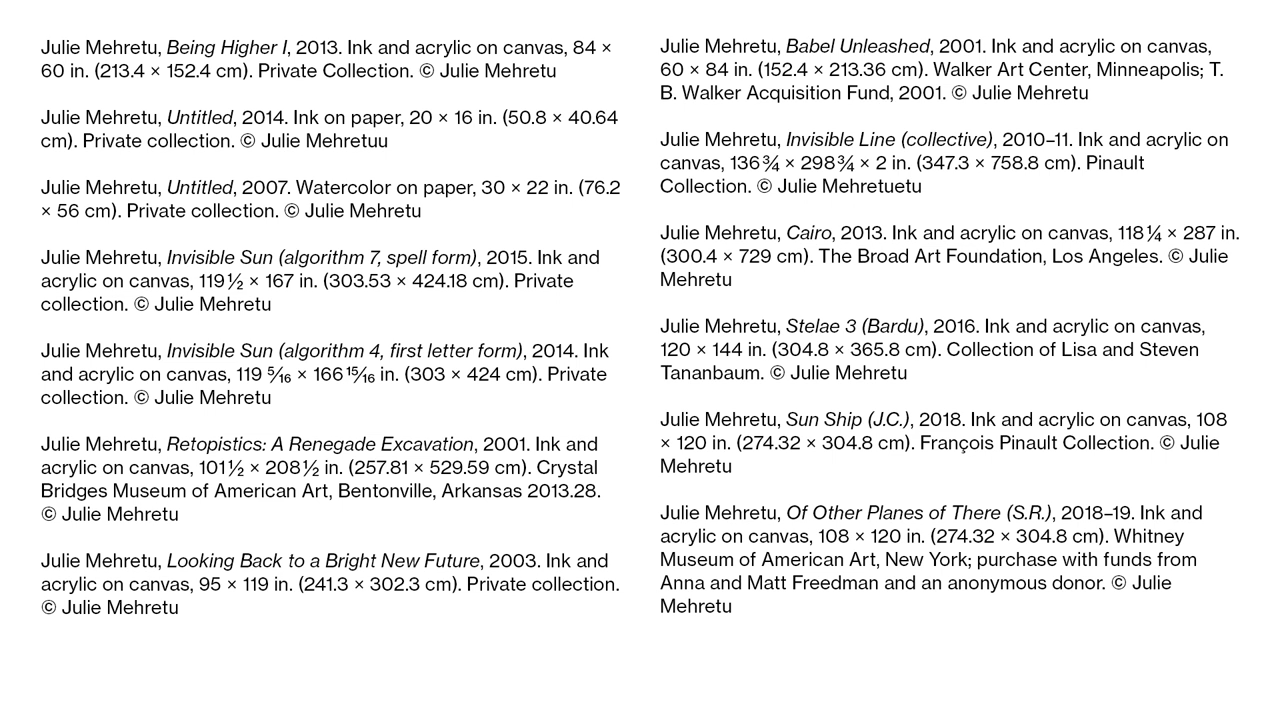 Julie Mehretu, Being Higher I, 2013. Ink and acrylic on canvas, 84 ×
60 in. (213.4 × 152.4 cm). Private Collection. © Julie Mehretu
Julie Mehretu, Untitled, 2014. Ink on paper, 20 × 16 in. (50.8 × 40.64
cm). Private collection. © Julie Mehretuu
Julie Mehretu, Untitled, 2007. Watercolor on paper, 30 × 22 in. (76.2
× 56 cm). Private collection. © Julie Mehretu
Julie Mehretu, Invisible Sun (algorithm 7, spell form), 2015. Ink and
acrylic on canvas, 119½ × 167 in. (303.53 × 424.18 cm). Private
collection. © Julie Mehretu
Julie Mehretu, Invisible Sun (algorithm 4, first letter form), 2014. Ink
and acrylic on canvas, 119 5⁄16 × 166 15⁄16 in. (303 × 424 cm). Private
collection. © Julie Mehretu
Julie Mehretu, Retopistics: A Renegade Excavation, 2001. Ink and
acrylic on canvas, 101½ × 208½ in. (257.81 × 529.59 cm). Crystal
Bridges Museum of American Art, Bentonville, Arkansas 2013.28.
© Julie Mehretu
Julie Mehretu, Looking Back to a Bright New Future, 2003. Ink and
acrylic on canvas, 95 × 119 in. (241.3 × 302.3 cm). Private collection.
© Julie Mehretu
Julie Mehretu, Babel Unleashed, 2001. Ink and acrylic on canvas,
60 × 84 in. (152.4 × 213.36 cm). Walker Art Center, Minneapolis; T.
B. Walker Acquisition Fund, 2001. © Julie Mehretu
Julie Mehretu, Invisible Line (collective), 2010–11. Ink and acrylic on
canvas, 136¾ × 298¾ × 2 in. (347.3 × 758.8 cm). Pinault
Collection. © Julie Mehretuetu
Julie Mehretu, Cairo, 2013. Ink and acrylic on canvas, 118¼ × 287 in.
(300.4 × 729 cm). The Broad Art Foundation, Los Angeles. © Julie
Mehretu
Julie Mehretu, Stelae 3 (Bardu), 2016. Ink and acrylic on canvas,
120 × 144 in. (304.8 × 365.8 cm). Collection of Lisa and Steven
Tananbaum. © Julie Mehretu
Julie Mehretu, Sun Ship (J.C.), 2018. Ink and acrylic on canvas, 108
× 120 in. (274.32 × 304.8 cm). François Pinault Collection. © Julie
Mehretu
Julie Mehretu, Of Other Planes of There (S.R.), 2018–19. Ink and
acrylic on canvas, 108 × 120 in. (274.32 × 304.8 cm). Whitney
Museum of American Art, New York; purchase with funds from
Anna and Matt Freedman and an anonymous donor. © Julie
Mehretu